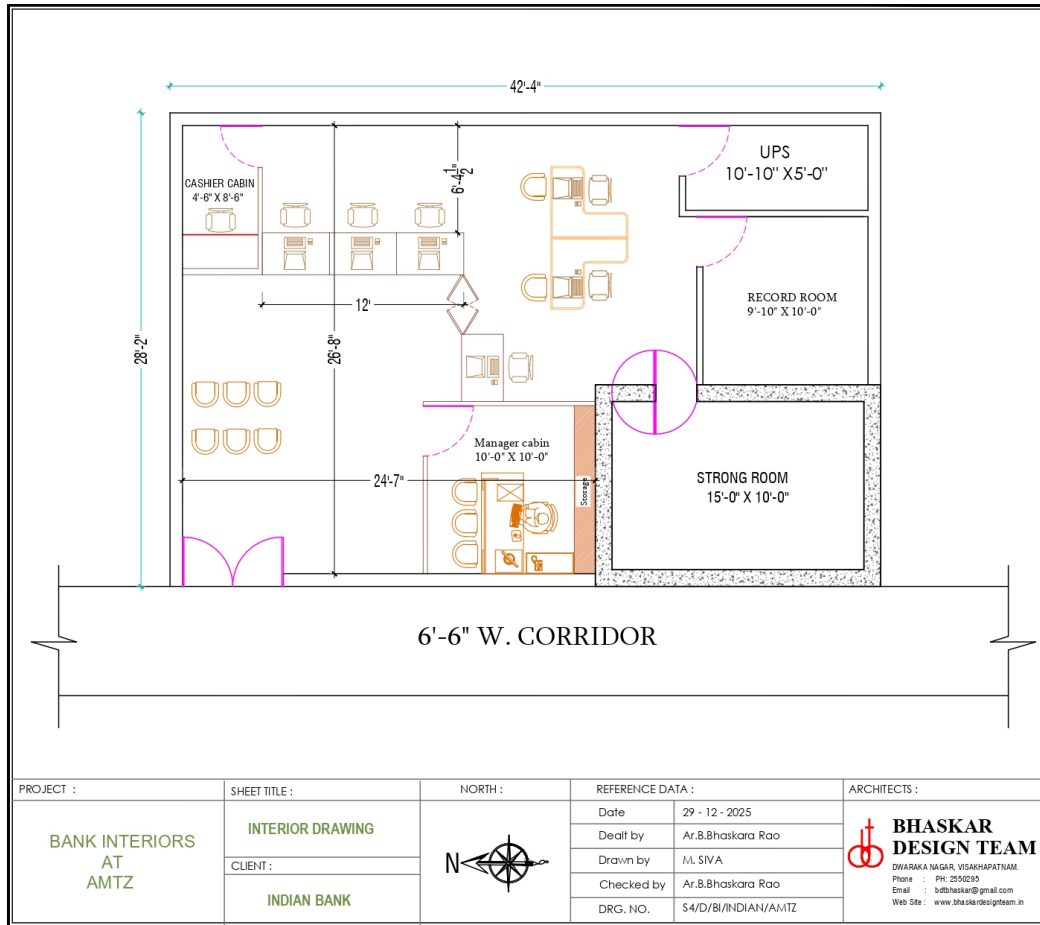 42'-4"
28'-2"
CASHIER CABIN
4'-6" X 8'-6"
6'-4 1/2"
UPS
10'-10" X5'-0"
12'
26'-8"
RECORD ROOM
9'-10" X 10'-0"
Manager cabin
10'-0" X 10'-0"
24'-7"
Storage
STRONG ROOM
15'-0" X 10'-0"
6'-6" W. CORRIDOR
PROJECT :
BANK INTERIORS
AT
AMTZ
SHEET TITLE :
INTERIOR DRAWING
CLIENT :
INDIAN BANK
NORTH :
N
REFERENCE DATA :
Date 29 - 12 - 2025
Dealt by Ar.B.Bhaskara Rao
Drawn by M. SIVA
Checked by Ar.B.Bhaskara Rao
DRG. NO. S4/D/BI/INDIAN/AMTZ
ARCHITECTS :
BHASKAR
DESIGN TEAM
DWARAKA NAGAR, VISAKHAPATNAM.
Phone : PH: 2550295
Email : bdtbhaskar@gmail.com
Web Site : www.bhaskardesignteam.in